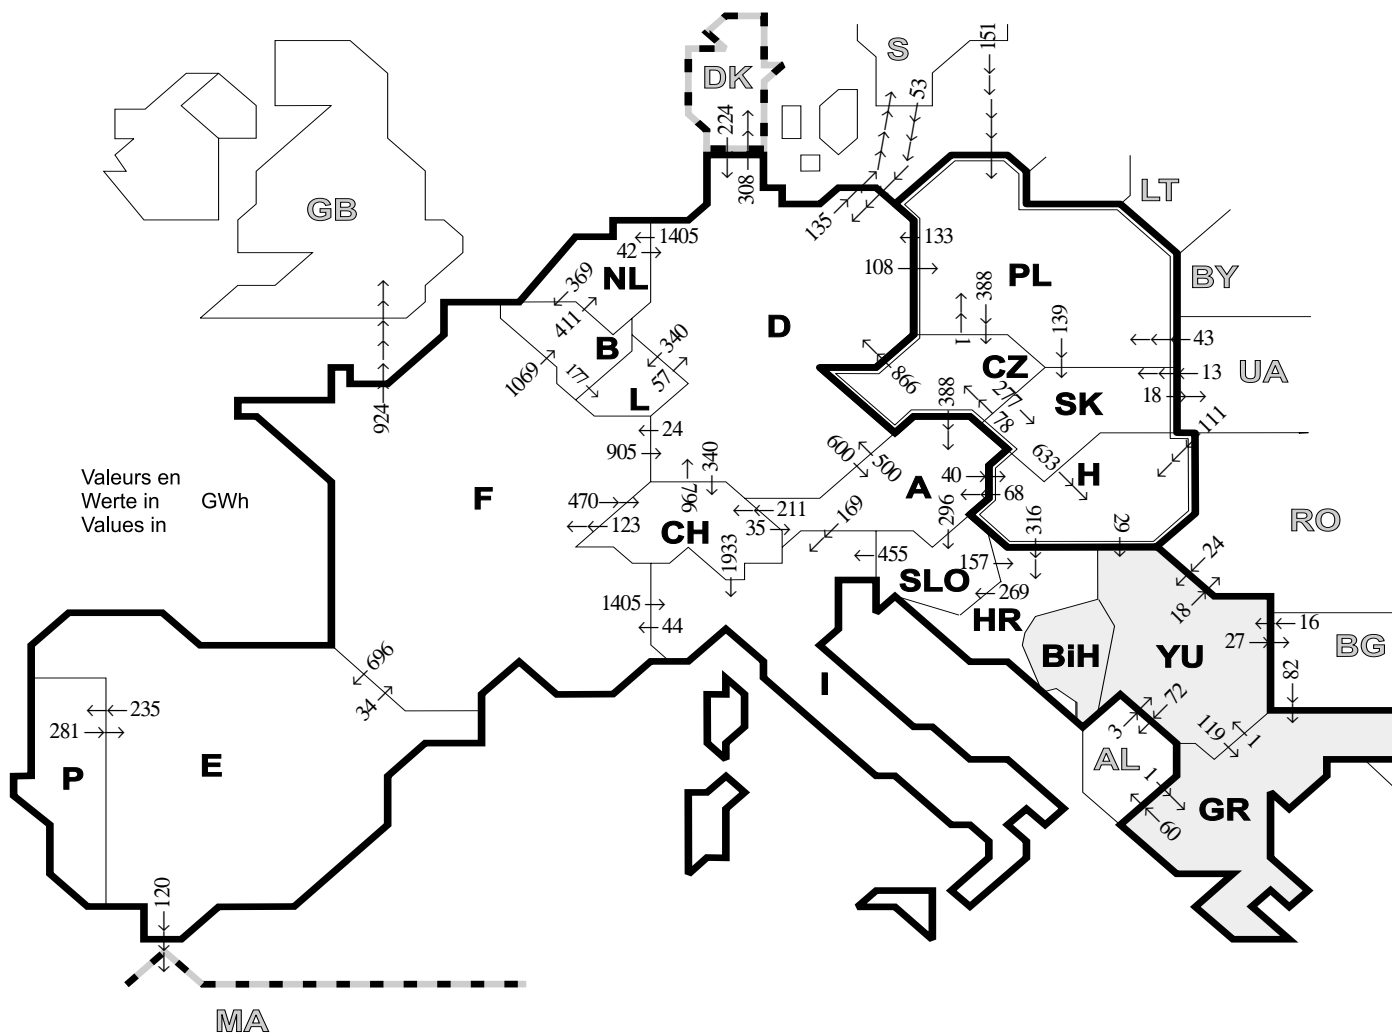 S
151
DK
53
224
LT
GB
308
135
1405
133
42
BY
369
NL
108
PL
388
411
D
139
340
1
43
B
CZ
1069
17
57
866
277
13
UA
L
388
18
SK
924
78
111
24
600
500
633
905
340
H
Valeurs en
Werte in GWh
Values in
F
796
A
40
470
211
169
68
123
CH
35
296
316
29
RO
1933
455
157
24
SLO
269
1405
18
HR
16
44
27
BG
696
BiH
YU
82
I
34
235
72
281
3
119
1
E
AL
P
1
GR
60
120
MA